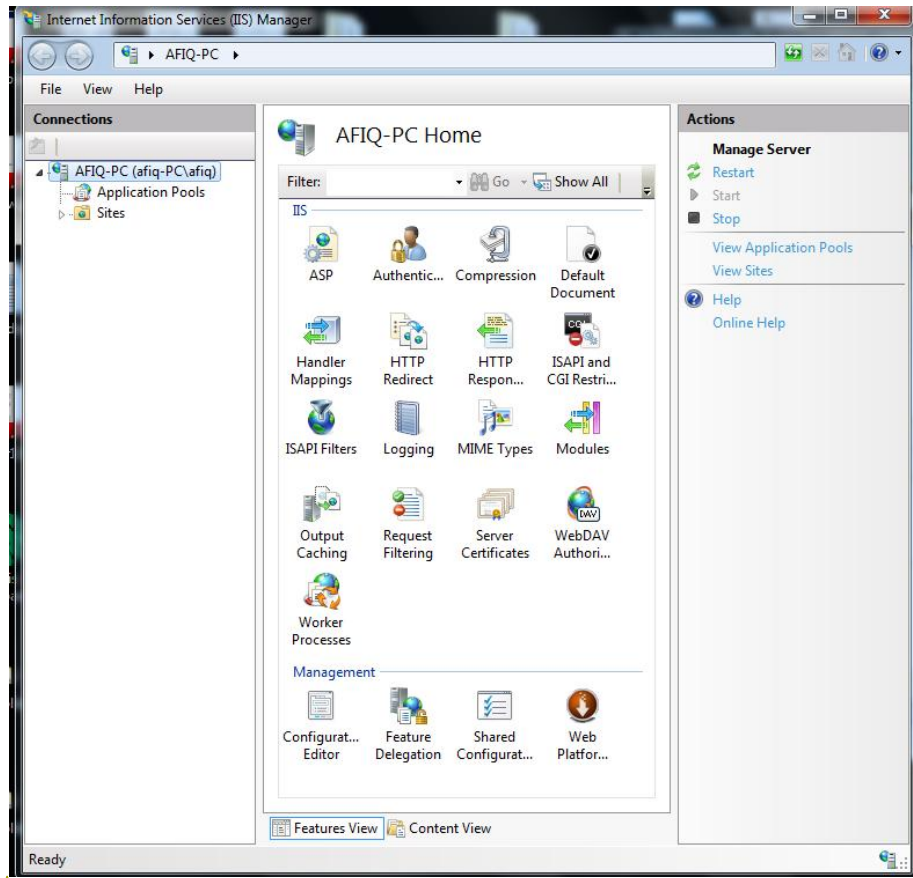 Internet Information Services (IIS) Manager
AFIQ-PC
File View Help
Connections
AFIQ-PC (afiq-PC\afiq)
Application Pools
Sites
AFIQ-PC Home
Filter: Go Show All
IIS
ASP Authentic... Compression Default
Document
Handler HTTP HTTP ISAPI and
Mappings Redirect Respon... CGI Restri...
ISAPI Filters Logging MIME Types Modules
Output Request Server WebDAV
Caching Filtering Certificates Authori...
Worker
Processes
Management
Configurat... Feature Shared Web
Editor Delegation Configurat... Platfor...
Features View Content View
Actions
Manage Server
Restart
Start
Stop
View Application Pools
View Sites
Help
Online Help
Ready